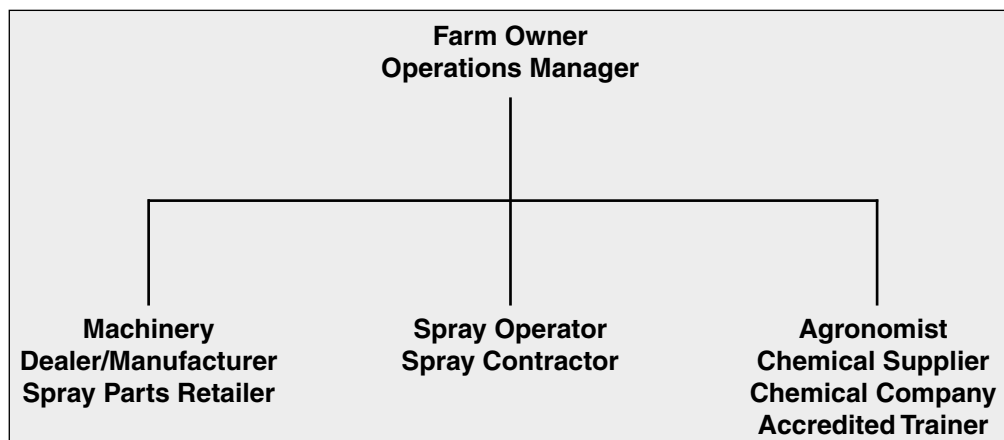 Farm Owner
Operations Manager
Machinery
Dealer/Manufacturer
Spray Parts Retailer
Spray Operator
Spray Contractor
Agronomist
Chemical Supplier
Chemical Company
Accredited Trainer